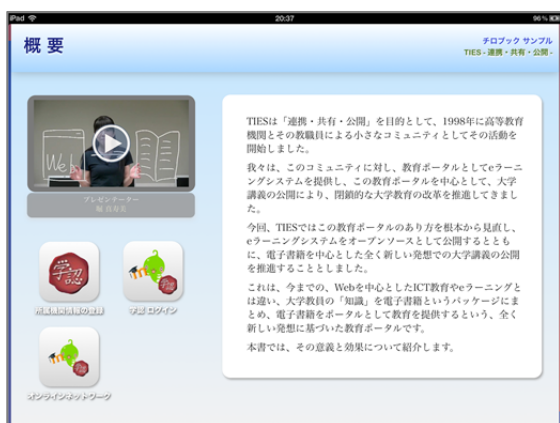 iPad
20:37
96%
概 要
チロブック サンプル
TIES - 連携・共有・公開 -
Web
プレゼンテーター
堀 真寿美
学認
所属機関情報の登録
学認 ログイン
オンラインネットワーク
TIESは「連携・共有・公開」を目的として、1998年に高等教育
機関とその教職員による小さなコミュニティとしてその活動を
開始しました。
我々は、このコミュニティに対し、教育ポータルとしてeラーニ
ングシステムを提供し、この教育ポータルを中心として、大学
講義の公開により、閉鎖的な大学教育の改革を推進してきまし
た。
今回、TIESではこの教育ポータルのあり方を根本から見直し、
eラーニングシステムをオープンソースとして公開するととも
に、電子書籍を中心とした全く新しい発想での大学講義の公開
を推進することとしました。
これは、今までの、Webを中心としたICT教育やeラーニングと
は違い、大学教員の「知識」を電子書籍というパッケージにま
とめ、電子書籍をポータルとして教育を提供するという、全く
新しい発想に基づいた教育ポータルです。
本書では、その意義と効果について紹介します。